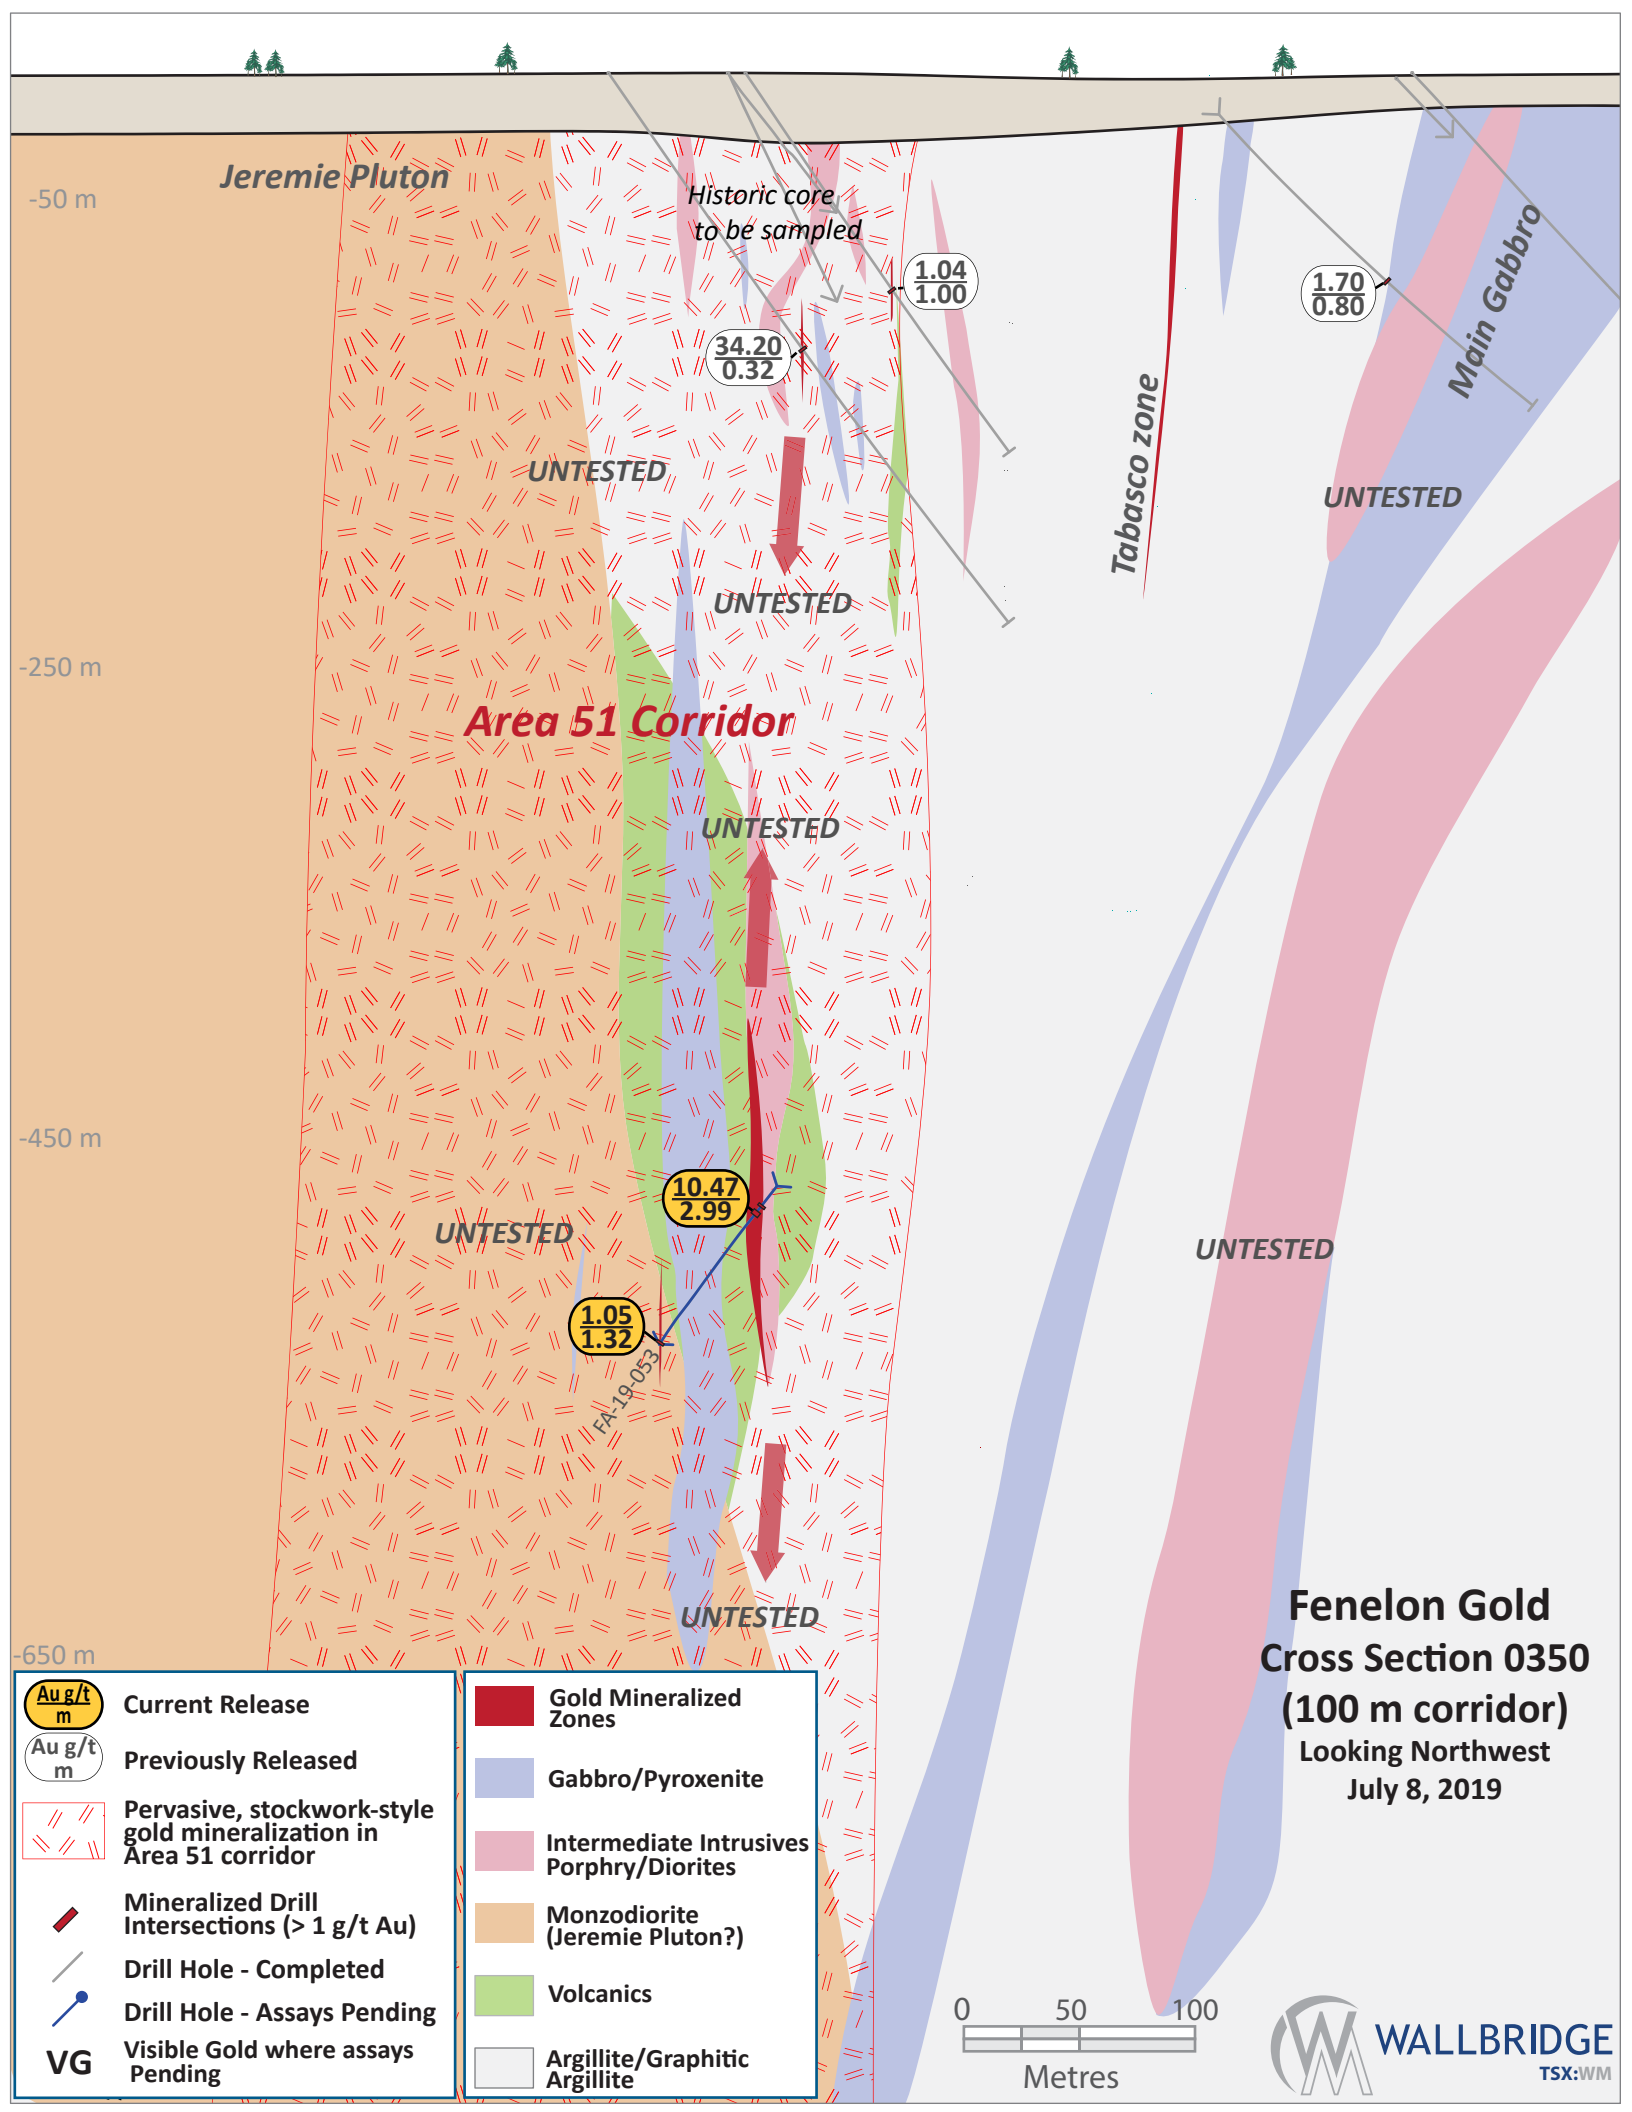 Jeremie Pluton
-50 m
Historic core
to be sampled
1.04
1.00
1.70
0.80
Main Gabbro
34.20
0.32
Tabasco zone
UNTESTED
UNTESTED
UNTESTED
-250 m
Area 51 Corridor
UNTESTED
-450 m
10.47
2.99
UNTESTED
UNTESTED
1.05
1.32
FA-19-053
UNTESTED
-650 m
Fenelon Gold
Cross Section 0350
(100 m corridor)
Looking Northwest
July 8, 2019
Au g/t
m
Current Release
Au g/t
m
Previously Released
Pervasive, stockwork-style
gold mineralization in
Area 51 corridor
Mineralized Drill
Intersections (> 1 g/t Au)
Drill Hole - Completed
Drill Hole - Assays Pending
VG
Visible Gold where assays
Pending
Gold Mineralized
Zones
Gabbro/Pyroxenite
Intermediate Intrusives
Porphry/Diorites
Monzodiorite
(Jeremie Pluton?)
Volcanics
Argillite/Graphitic
Argillite
0 50 100
Metres
WALLBRIDGE
TSX:WM